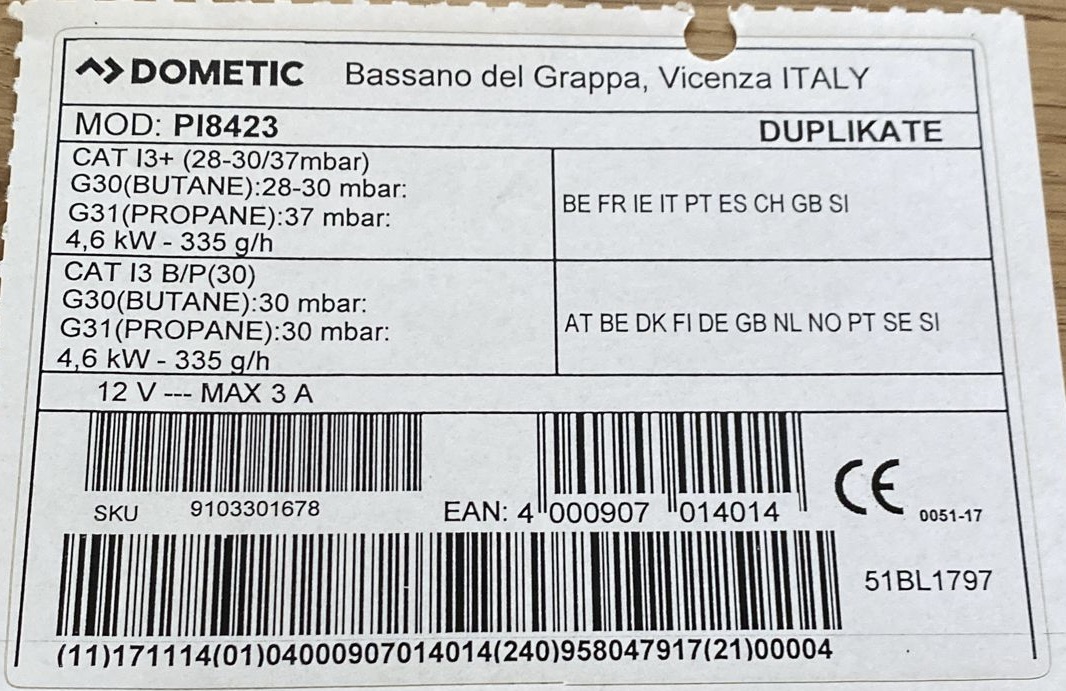 DOMETIC Bassano del Grappa, Vicenza ITALY
MOD: PI8423 DUPLIKATE
CAT I3+ (28-30/37mbar)
G30(BUTANE):28-30 mbar:
G31(PROPANE):37 mbar:
4,6 kW - 335 g/h
BE FR IE IT PT ES CH GB SI
CAT I3 B/P(30)
G30(BUTANE):30 mbar:
G31(PROPANE):30 mbar:
4,6 kW - 335 g/h
AT BE DK FI DE GB NL NO PT SE SI
12 V --- MAX 3 A
SKU 9103301678
EAN: 4 000907 014014
CE 0051-17
51BL1797
(11)171114(01)04000907014014(240)958047917(21)00004